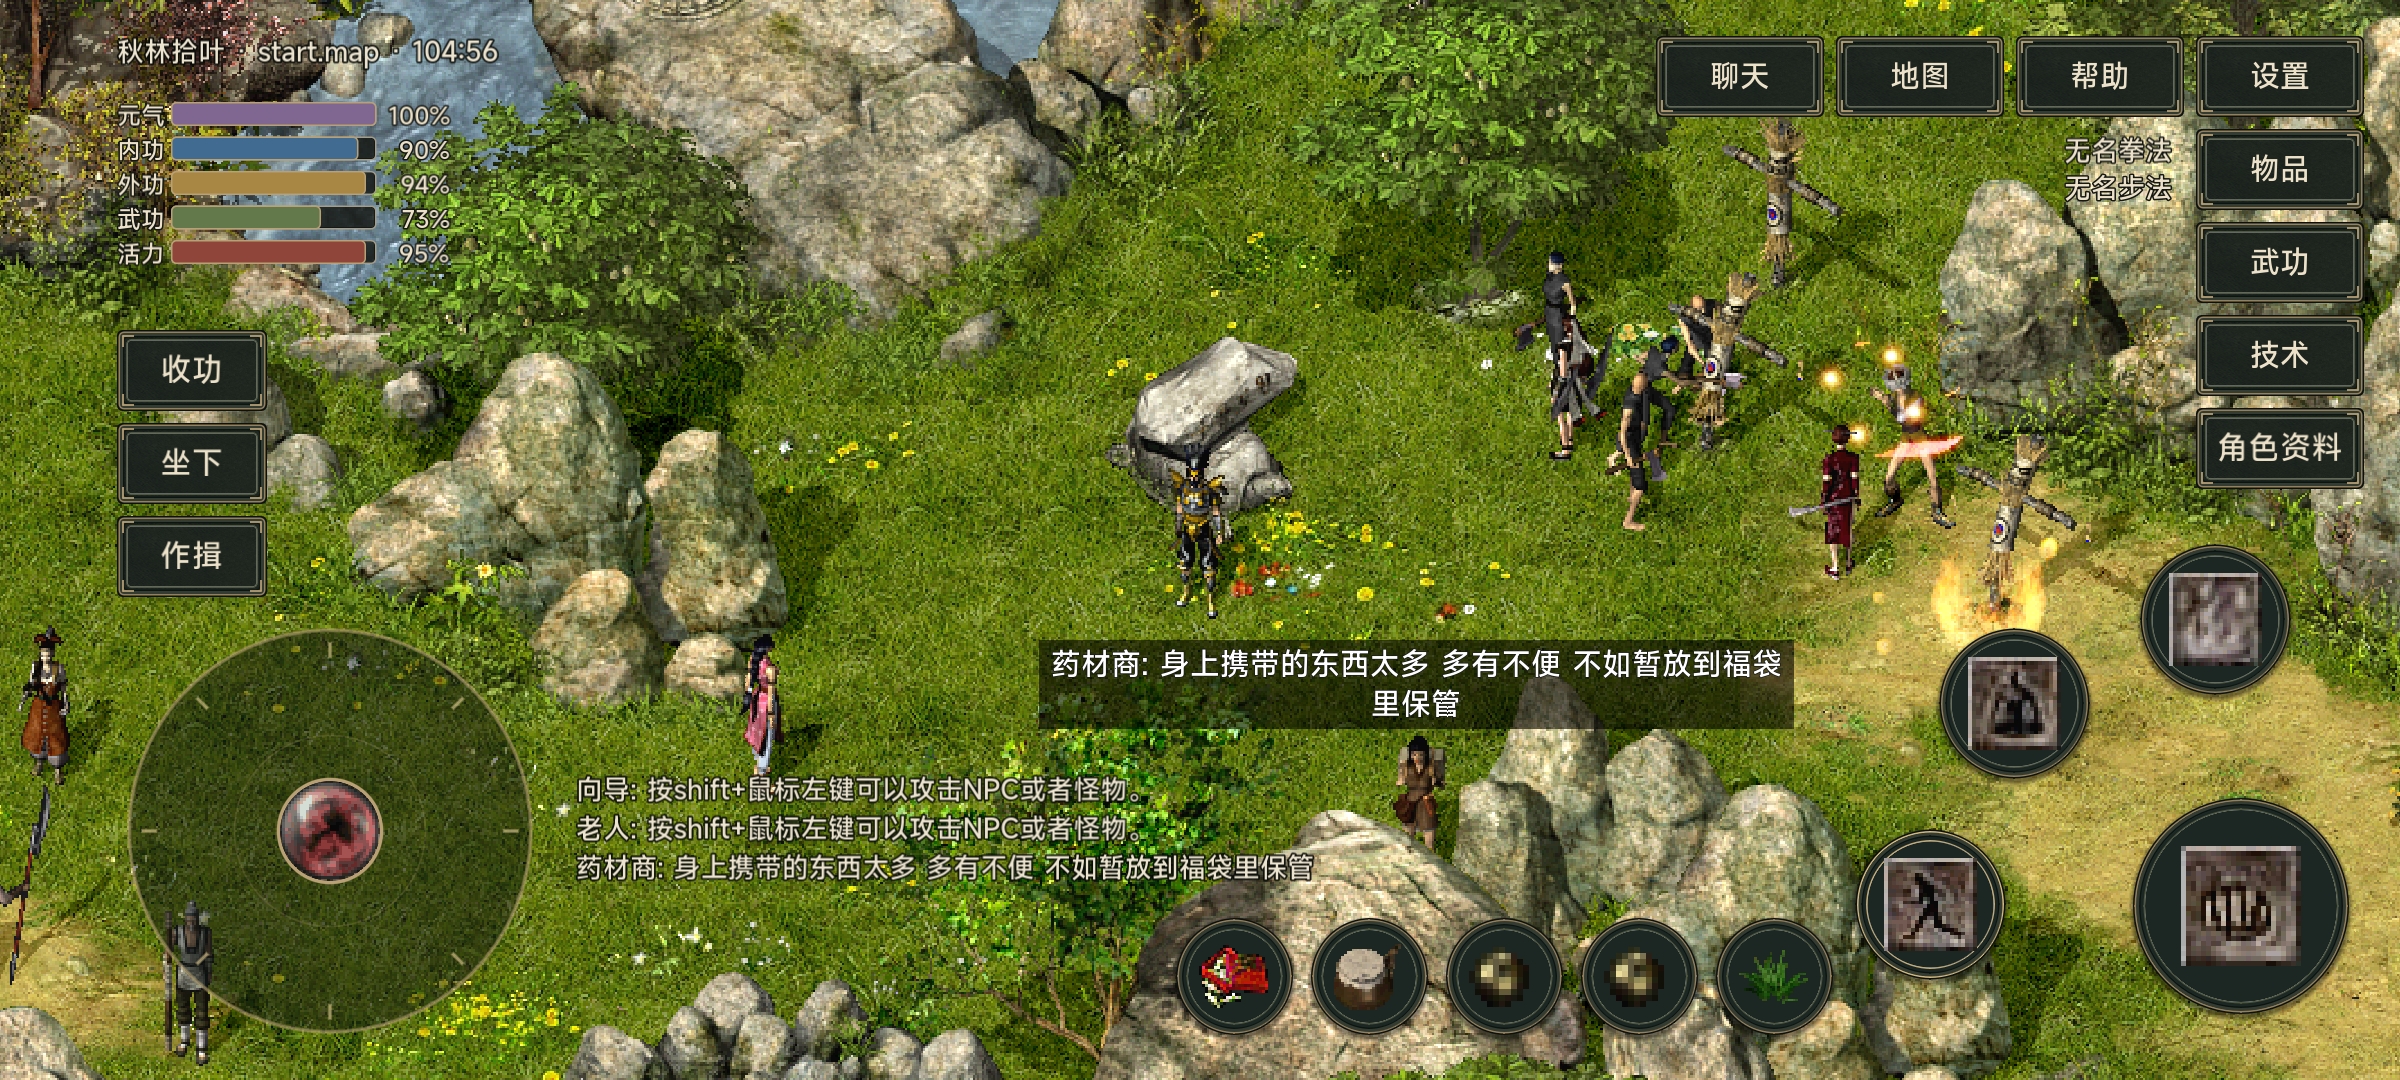 秋林拾叶 · start.map · 104:56
元气 100%
内功 90%
外功 94%
武功 73%
活力 95%
聊天
地图
帮助
设置
无名拳法
无名步法
物品
武功
技术
角色资料
收功
坐下
作揖
药材商: 身上携带的东西太多 多有不便 不如暂放到福袋
里保管
向导: 按shift+鼠标左键可以攻击NPC或者怪物。
老人: 按shift+鼠标左键可以攻击NPC或者怪物。
药材商: 身上携带的东西太多 多有不便 不如暂放到福袋里保管